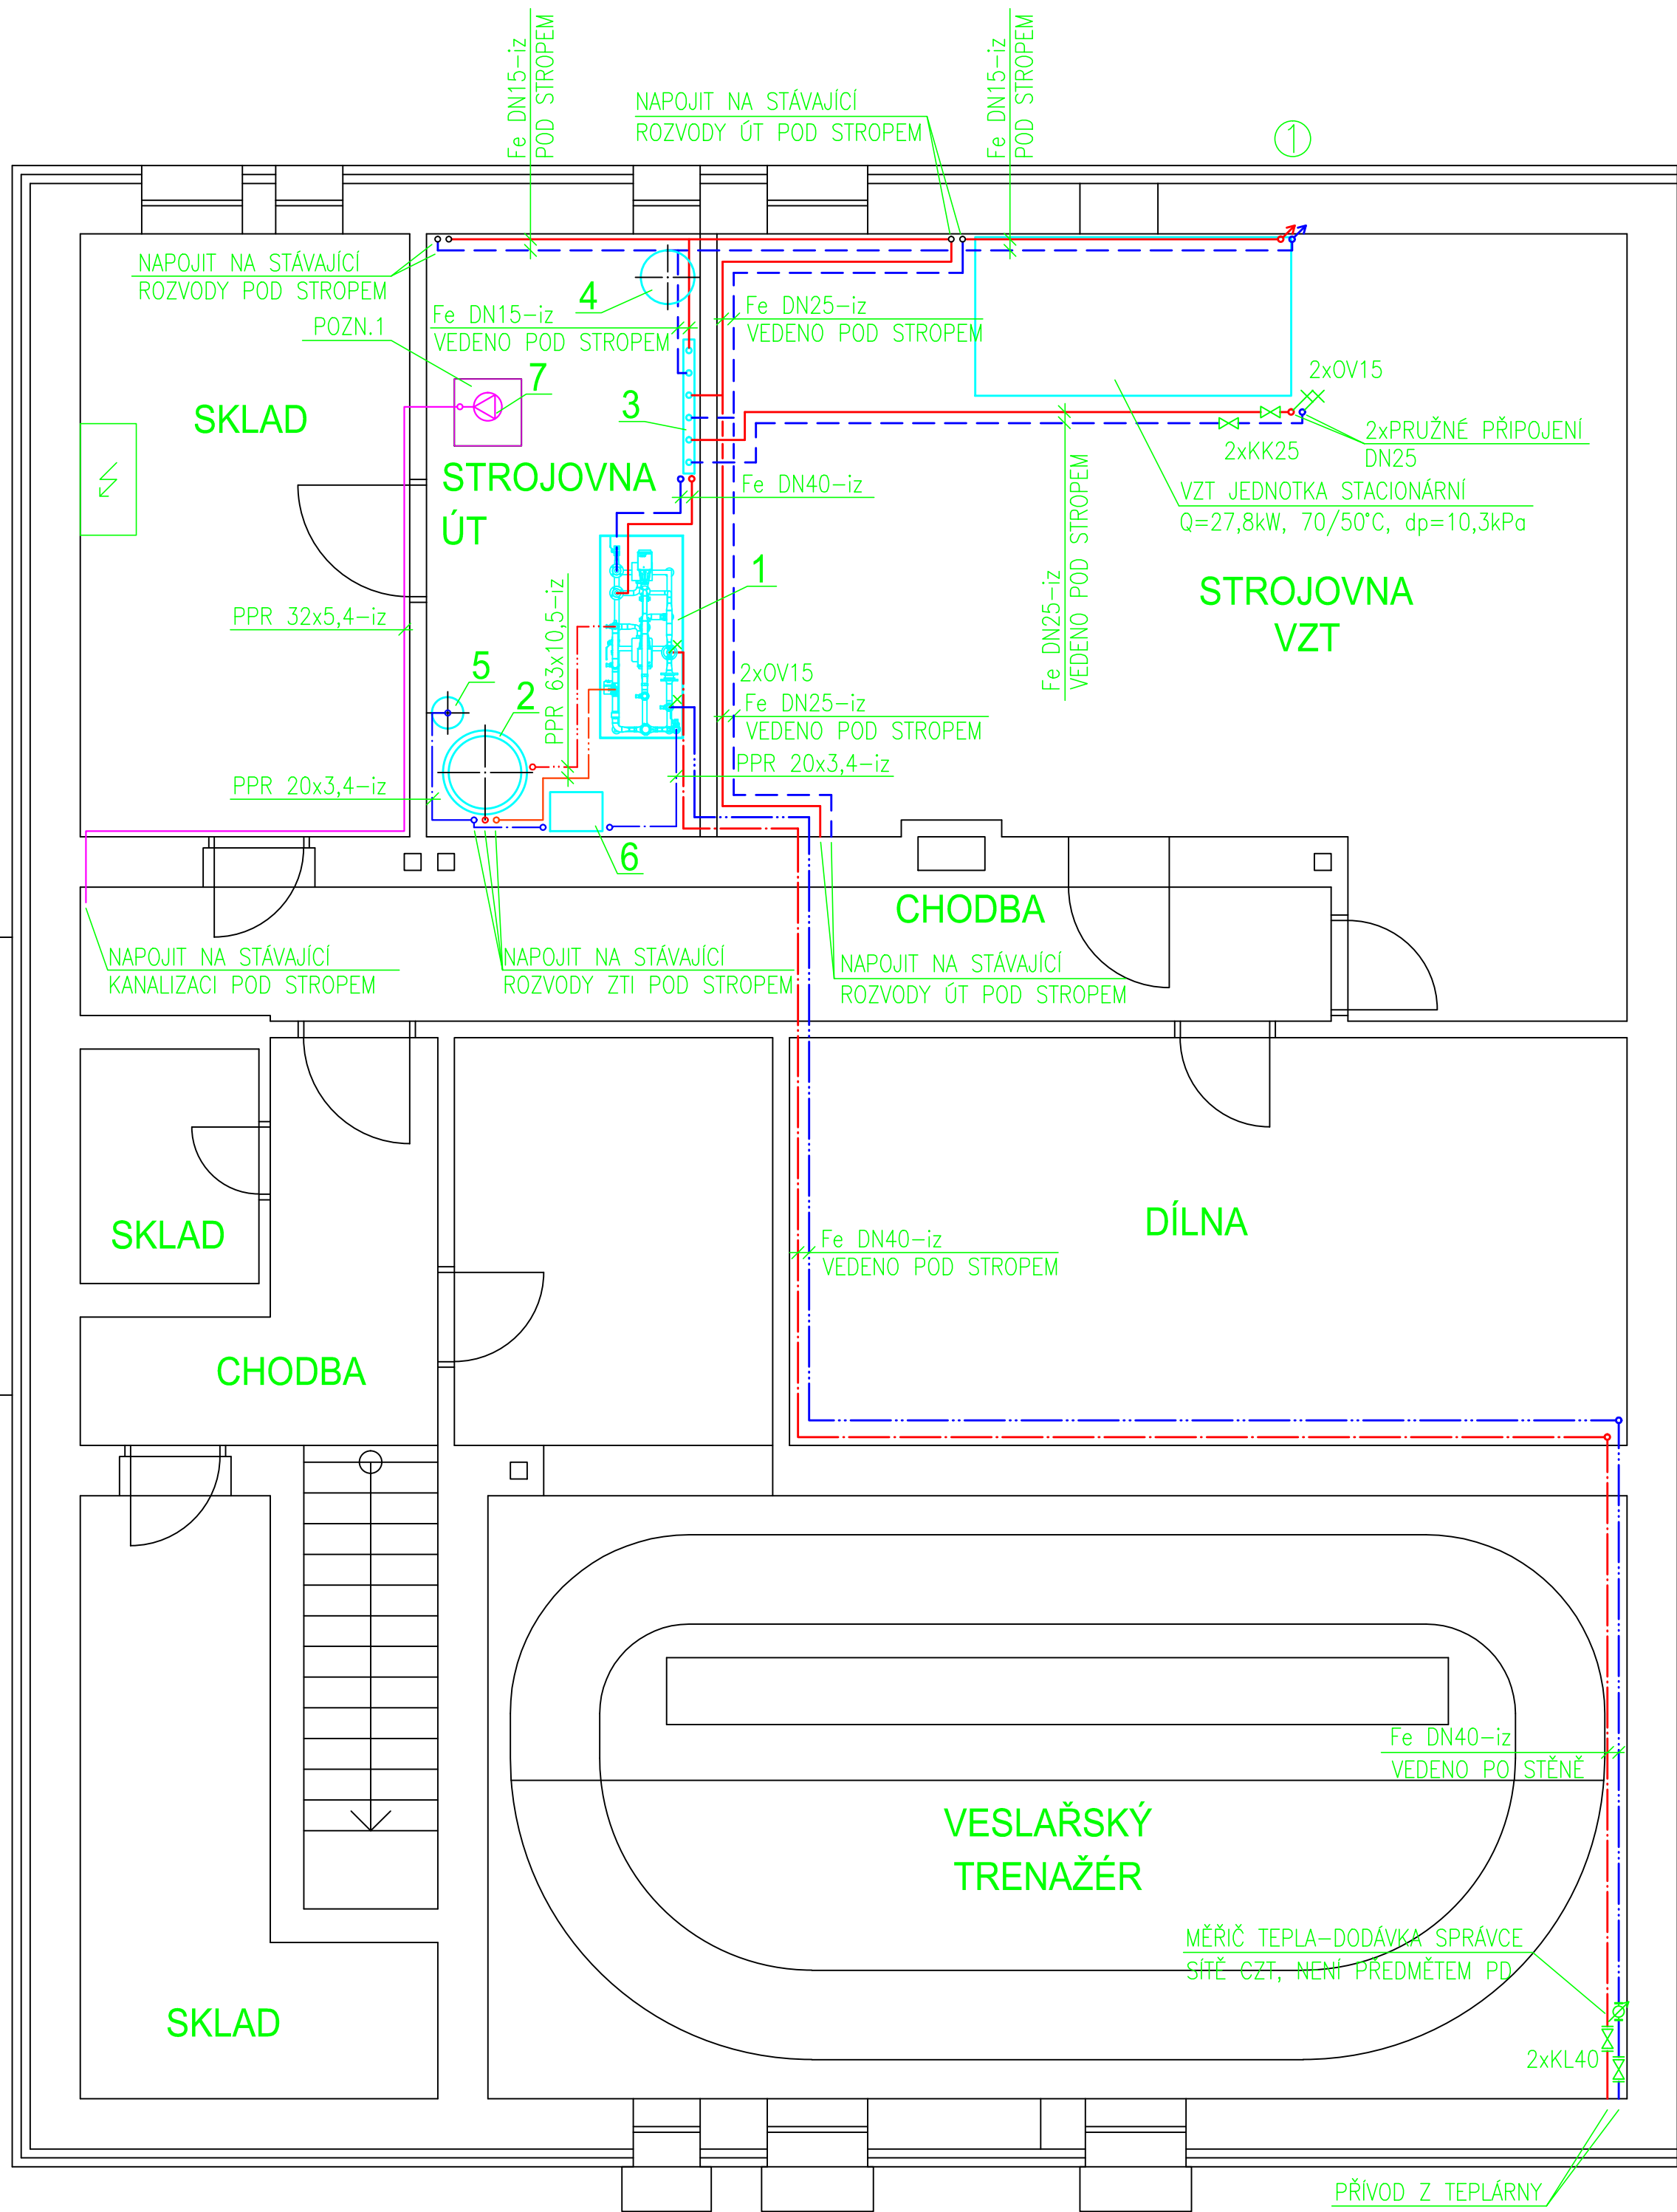 Fe DN15-iz
POD STROPEM
NAPOJIT NA STÁVAJÍCÍ
ROZVODY ÚT POD STROPEM
Fe DN15-iz
POD STROPEM
1
NAPOJIT NA STÁVAJÍCÍ
ROZVODY POD STROPEM
POZN.1
4
Fe DN15-iz
VEDENO POD STROPEM
Fe DN25-iz
VEDENO POD STROPEM
7
3
SKLAD
STROJOVNA
ÚT
2xOV15
2xKK25
2xPRUŽNÉ PŘIPOJENÍ
DN25
Fe DN40-iz
VZT JEDNOTKA STACIONÁRNÍ
Q=27,8kW, 70/50°C, dp=10,3kPa
1
STROJOVNA
VZT
Fe DN25-iz
VEDENO POD STROPEM
PPR 32x5,4-iz
PPR 63x10,5-iz
5
2
2xOV15
Fe DN25-iz
VEDENO POD STROPEM
PPR 20x3,4-iz
PPR 20x3,4-iz
6
CHODBA
NAPOJIT NA STÁVAJÍCÍ
KANALIZACI POD STROPEM
NAPOJIT NA STÁVAJÍCÍ
ROZVODY ZTI POD STROPEM
NAPOJIT NA STÁVAJÍCÍ
ROZVODY ÚT POD STROPEM
SKLAD
DÍLNA
Fe DN40-iz
VEDENO POD STROPEM
CHODBA
Fe DN40-iz
VEDENO PO STĚNĚ
VESLAŘSKÝ
TRENAŽÉR
MĚŘIČ TEPLA-DODÁVKA SPRÁVCE
SÍTĚ CZT, NENÍ PŘEDMĚTEM PD
SKLAD
2xKL40
PŘÍVOD Z TEPLÁRNY